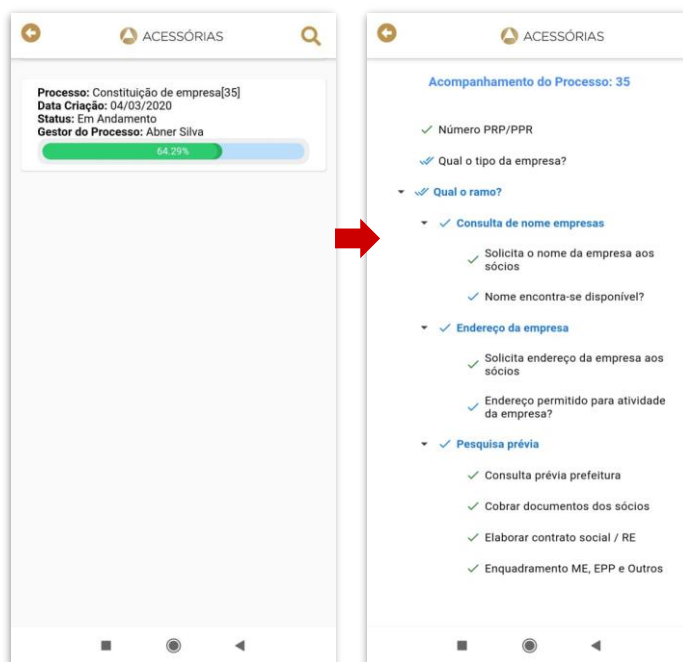 ACESSÓRIAS
Processo: Constituição de empresa[35]
Data Criação: 04/03/2020
Status: Em Andamento
Gestor do Processo: Abner Silva
64.29%
ACESSÓRIAS
Acompanhamento do Processo: 35
Número PRP/PPR
Qual o tipo da empresa?
Qual o ramo?
Consulta de nome empresas
Solicita o nome da empresa aos
sócios
Nome encontra-se disponível?
Endereço da empresa
Solicita endereço da empresa aos
sócios
Endereço permitido para atividade
da empresa?
Pesquisa prévia
Consulta prévia prefeitura
Cobrar documentos dos sócios
Elaborar contrato social / RE
Enquadramento ME, EPP e Outros